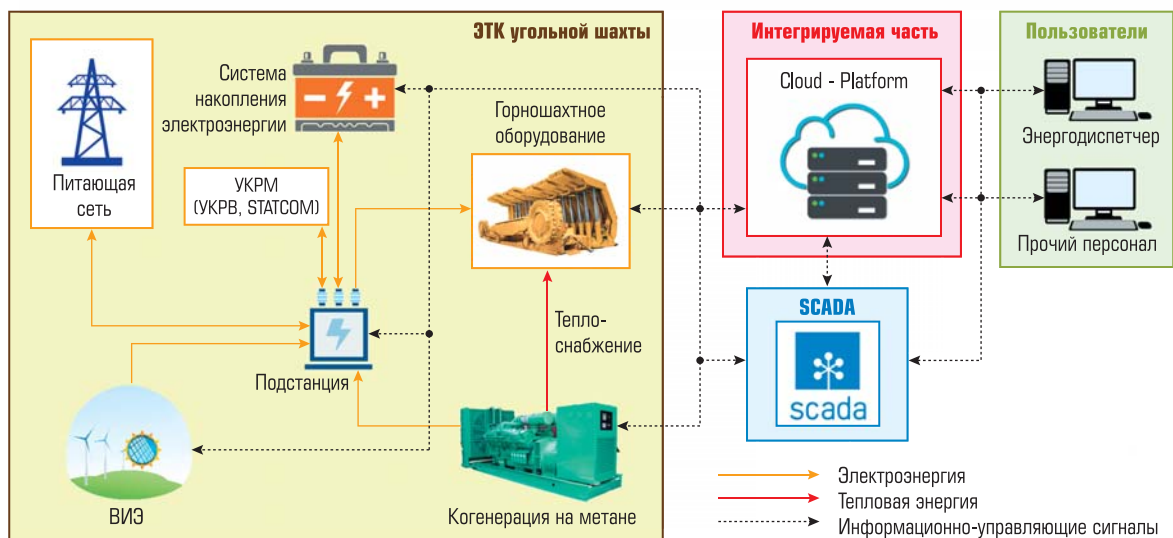 ЭТК угольной шахты
Интегрируемая часть
Пользователи
Система
накопления
электроэнергии
Горношахтное
оборудование
Cloud - Platform
Энергодиспетчер
Питающая
сеть
УКРМ
(УКРВ, STATCOM)
Прочий персонал
SCADA
Тепло-
снабжение
Подстанция
scada
ВИЭ
Когенерация на метане
Электроэнергия
Тепловая энергия
Информационно-управляющие сигналы